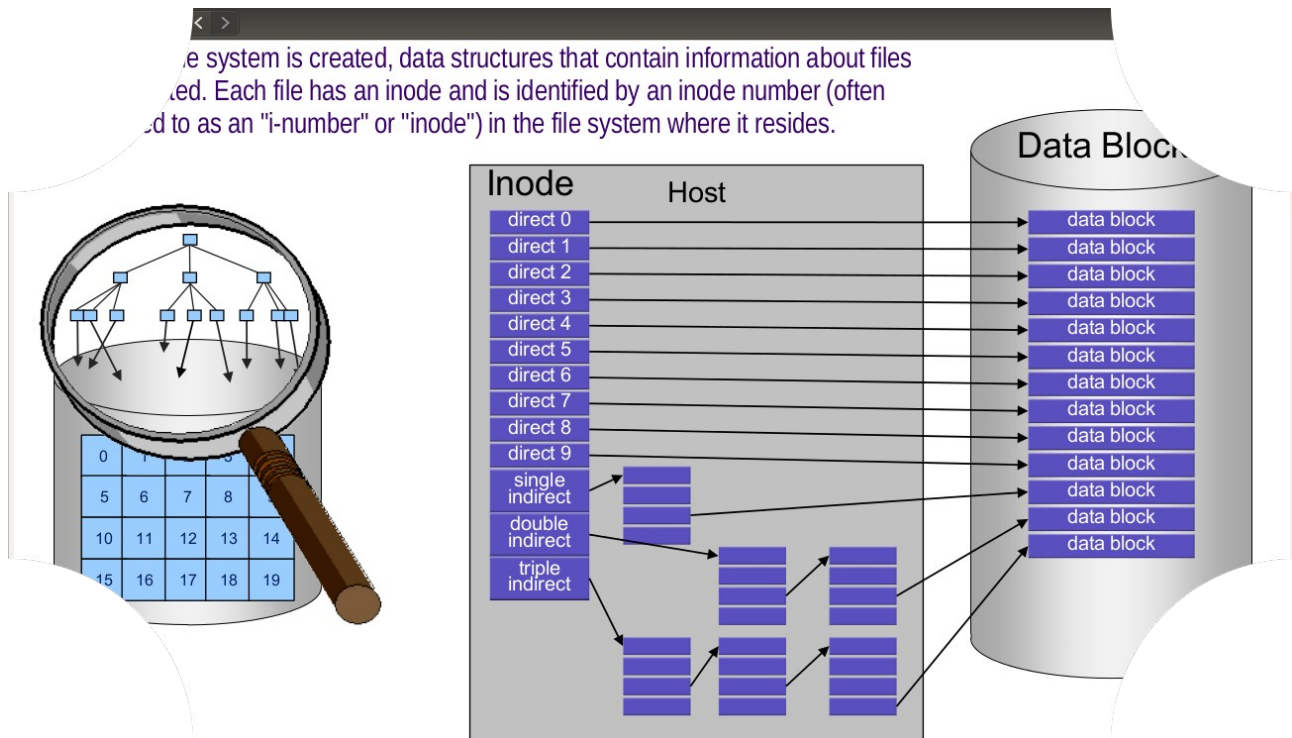 system is created, data structures that contain information about files
Each file has an inode and is identified by an inode number (often
to as an "i-number" or "inode") in the file system where it resides.
Inode
Host
Data
direct 0
direct 1
direct 2
direct 3
direct 4
direct 5
direct 6
direct 7
direct 8
direct 9
single
indirect
double
indirect
triple
indirect
data block
data block
data block
data block
data block
data block
data block
data block
data block
data block
data block
data block
data block
0
5 6 7 8
10 11 12 13 14
15 16 17 18 19